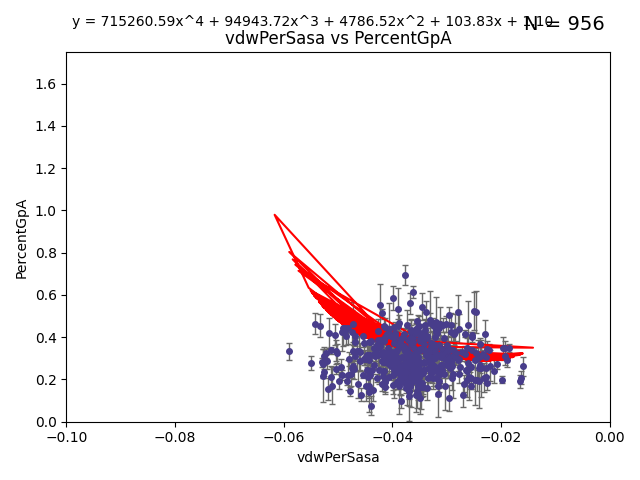 y = 715260.59x^4 + 94943.72x^3 + 4786.52x^2 + 103.83x +
N = 956
vdwPerSasa vs PercentGpA
1.6
1.4
1.2
1.0
0.8
0.6
0.4
0.2
0.0
PercentGpA
−0.10 −0.08 −0.06 −0.04 −0.02 0.00
vdwPerSasa